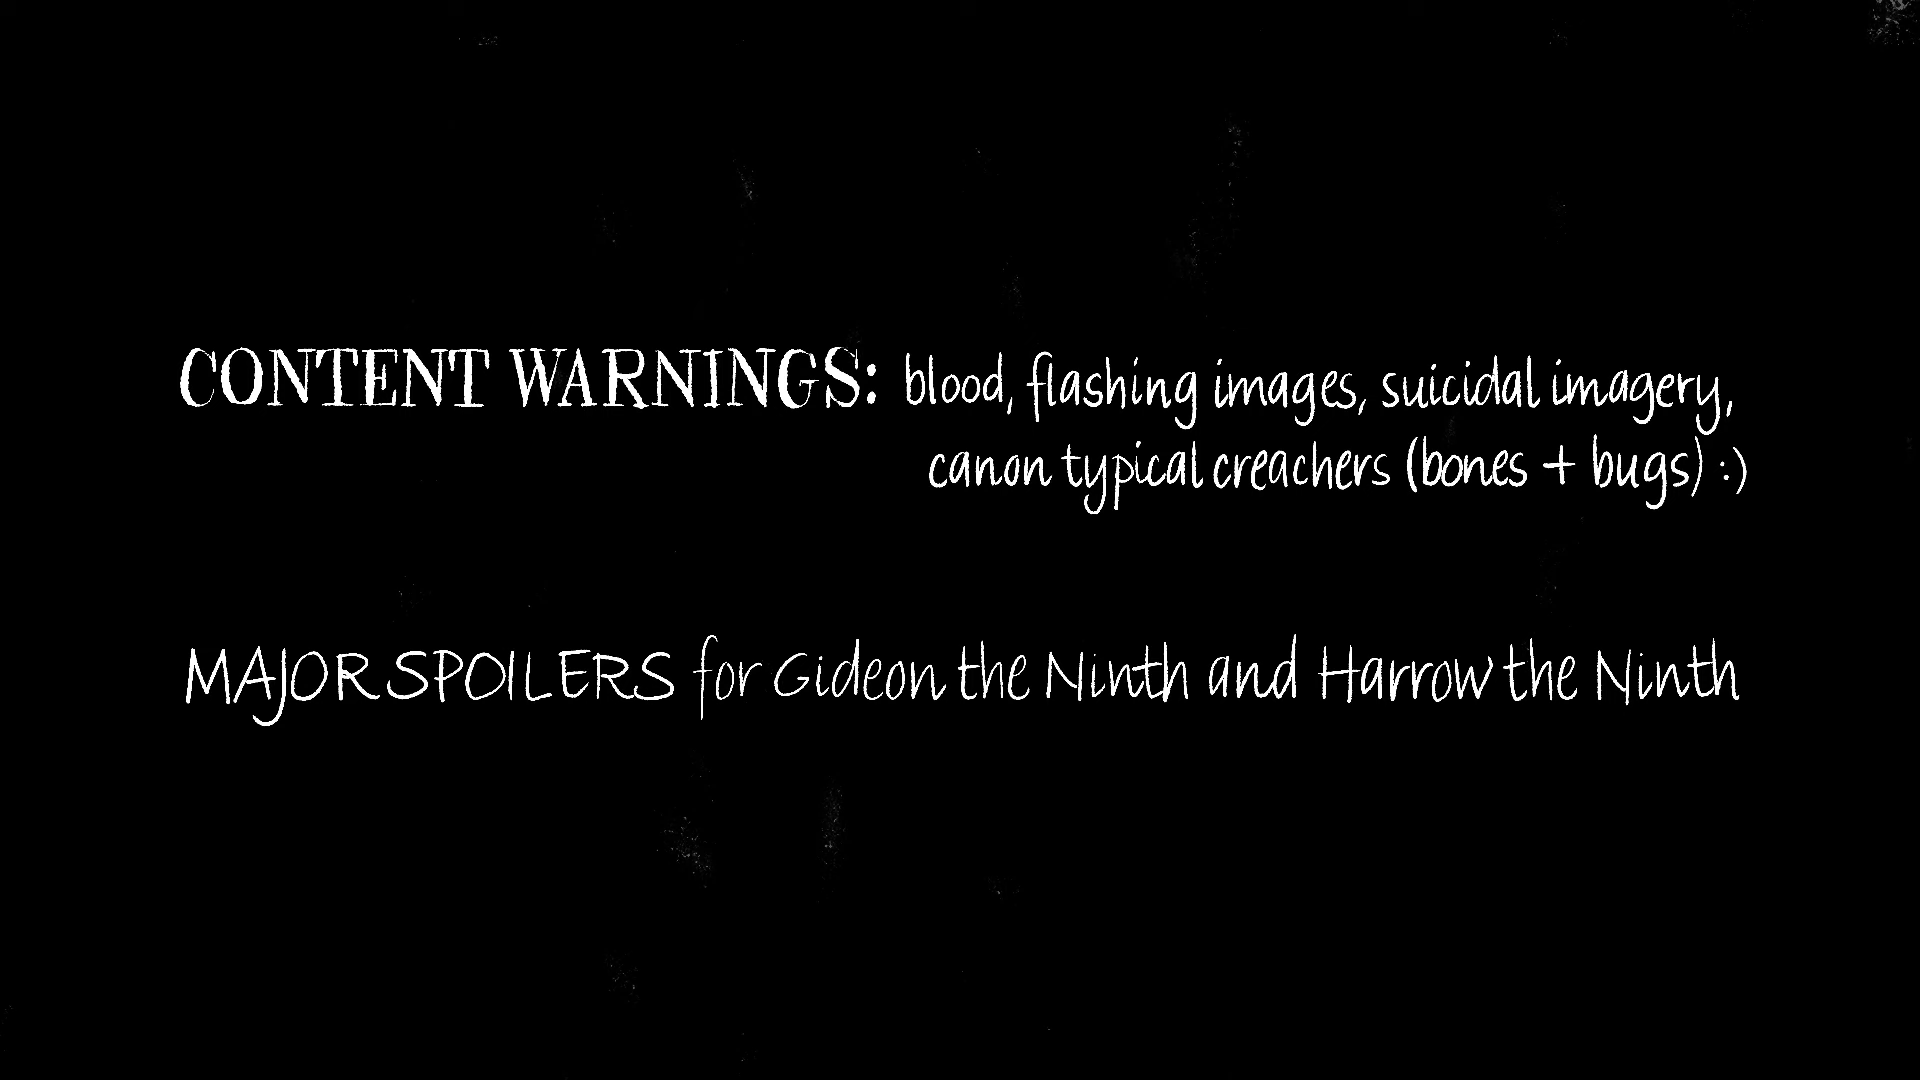 CONTENT WARNINGS: blood, flashing images, suicidal imagery,
canon typical creachers (bones + bugs) :)
MAJOR SPOILERS for Gideon the Ninth and Harrow the Ninth